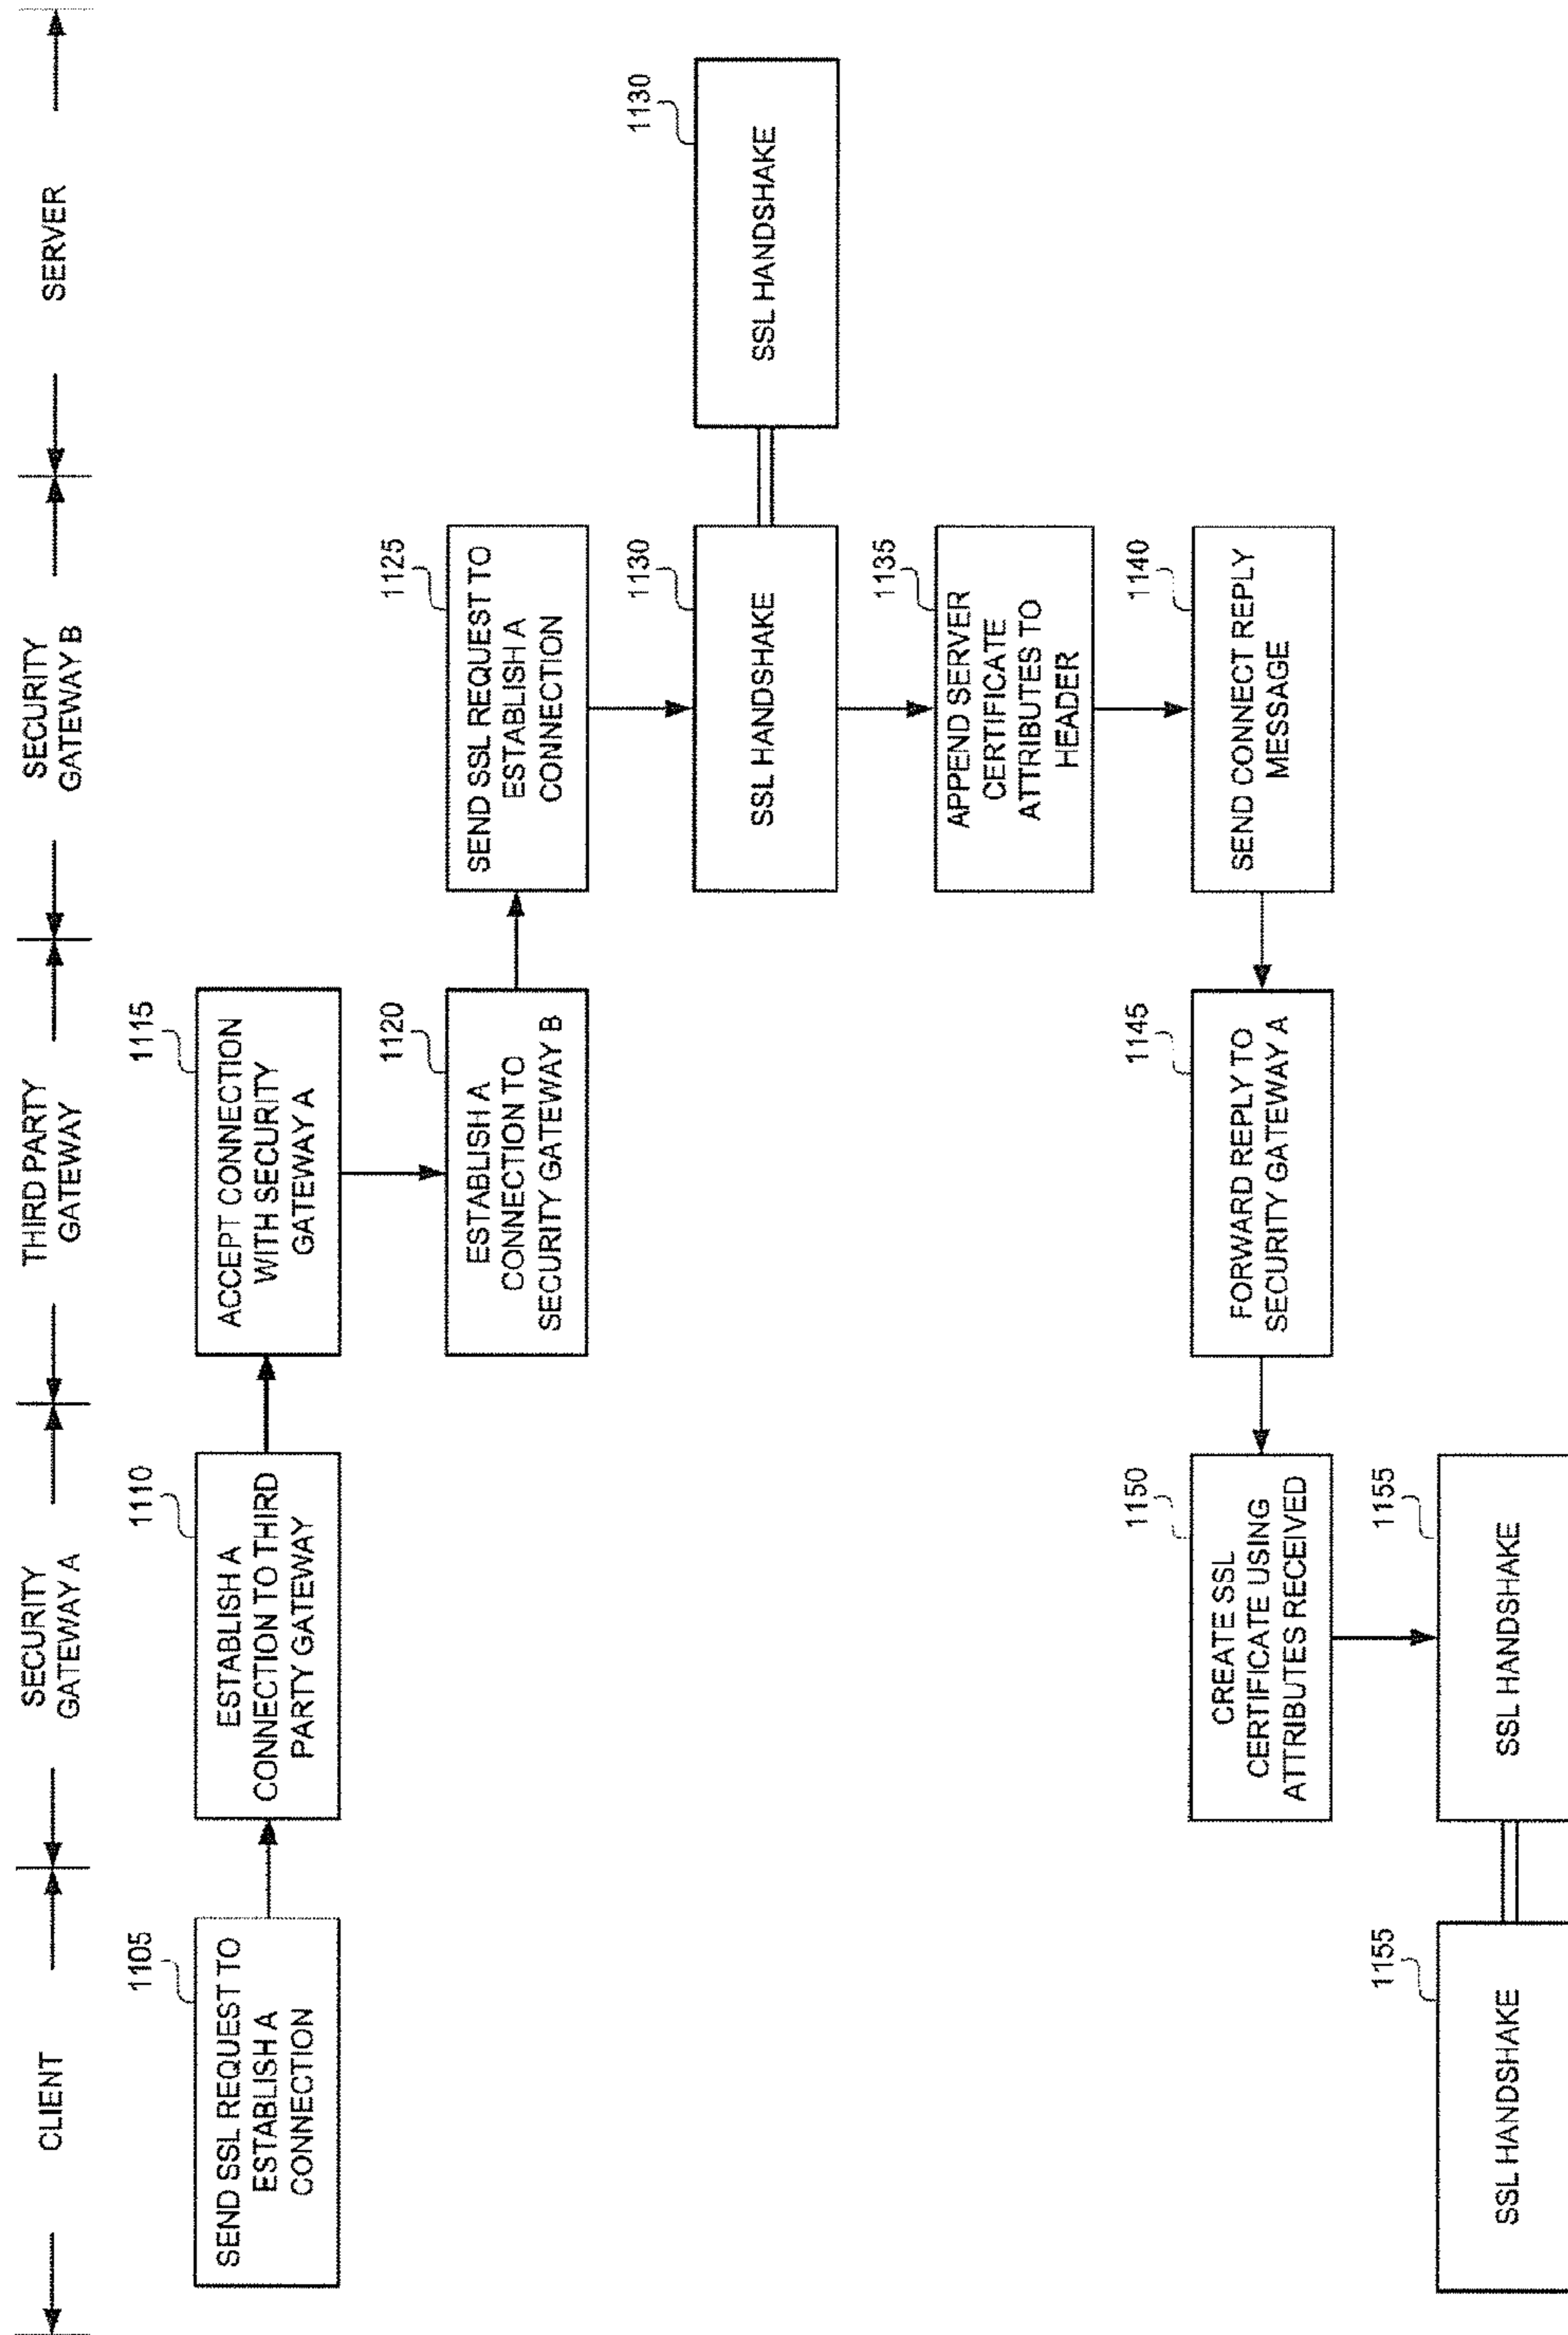 CLIENT
SECURITY
GATEWAY A
THIRD PARTY
GATEWAY
SECURITY
GATEWAY B
SERVER
1105
SEND SSL REQUEST TO
ESTABLISH A
CONNECTION
1110
ESTABLISH A
CONNECTION TO THIRD
PARTY GATEWAY
1115
ACCEPT CONNECTION
WITH SECURITY
GATEWAY A
1120
ESTABLISH A
CONNECTION TO
SECURITY GATEWAY B
1125
SEND SSL REQUEST TO
ESTABLISH A
CONNECTION
1130
SSL HANDSHAKE
1130
SSL HANDSHAKE
1135
APPEND SERVER
CERTIFICATE
ATTRIBUTES TO
HEADER
1140
SEND CONNECT REPLY
MESSAGE
1145
FORWARD REPLY TO
SECURITY GATEWAY A
1150
CREATE SSL
CERTIFICATE USING
ATTRIBUTES RECEIVED
1155
SSL HANDSHAKE
1155
SSL HANDSHAKE